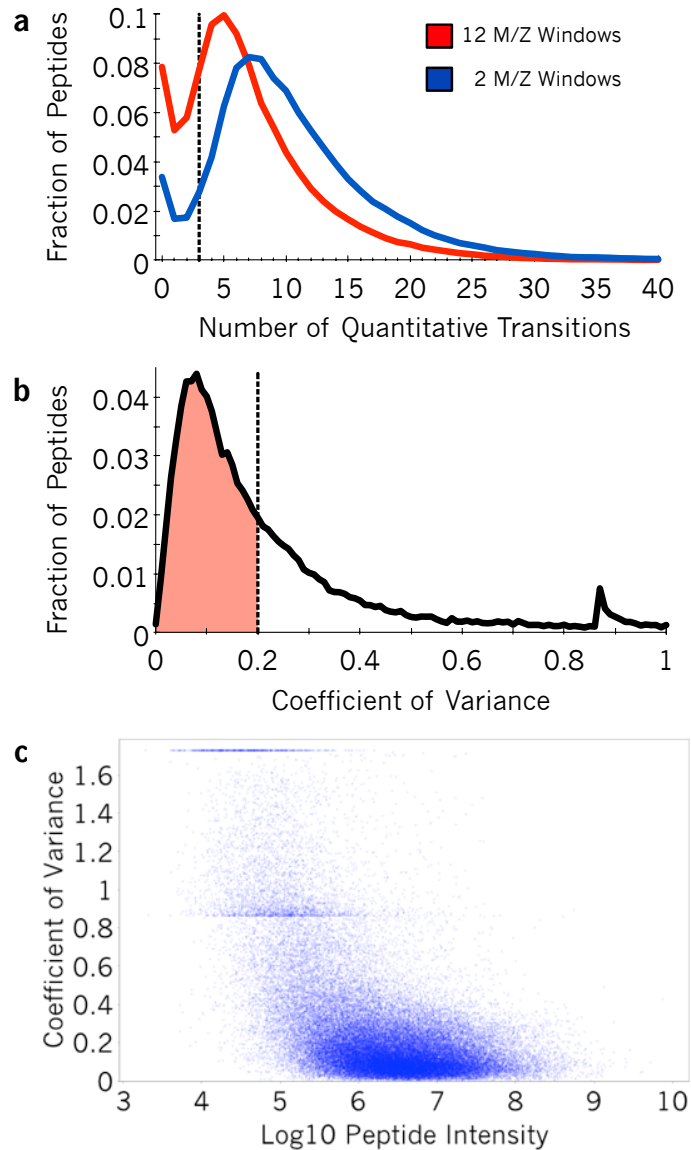 a
Fraction of Peptides
0.1
0.08
0.06
0.04
0.02
0
12 M/Z Windows
2 M/Z Windows
0 5 10 15 20 25 30 35 40
Number of Quantitative Transitions
b
Fraction of Peptides
0.04
0.03
0.02
0.01
0
0 0.2 0.4 0.6 0.8 1
Coefficient of Variance
c
Coefficient of Variance
1.6
1.4
1.2
1
0.8
0.6
0.4
0.2
0
3 4 5 6 7 8 9 10
Log10 Peptide Intensity